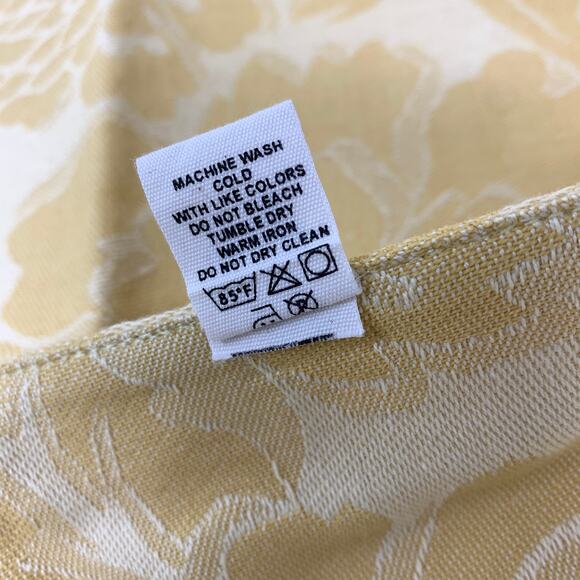 MACHINE WASH
COLD
WITH LIKE COLORS
DO NOT BLEACH
TUMBLE DRY
WARM IRON
DO NOT DRY CLEAN
85°F